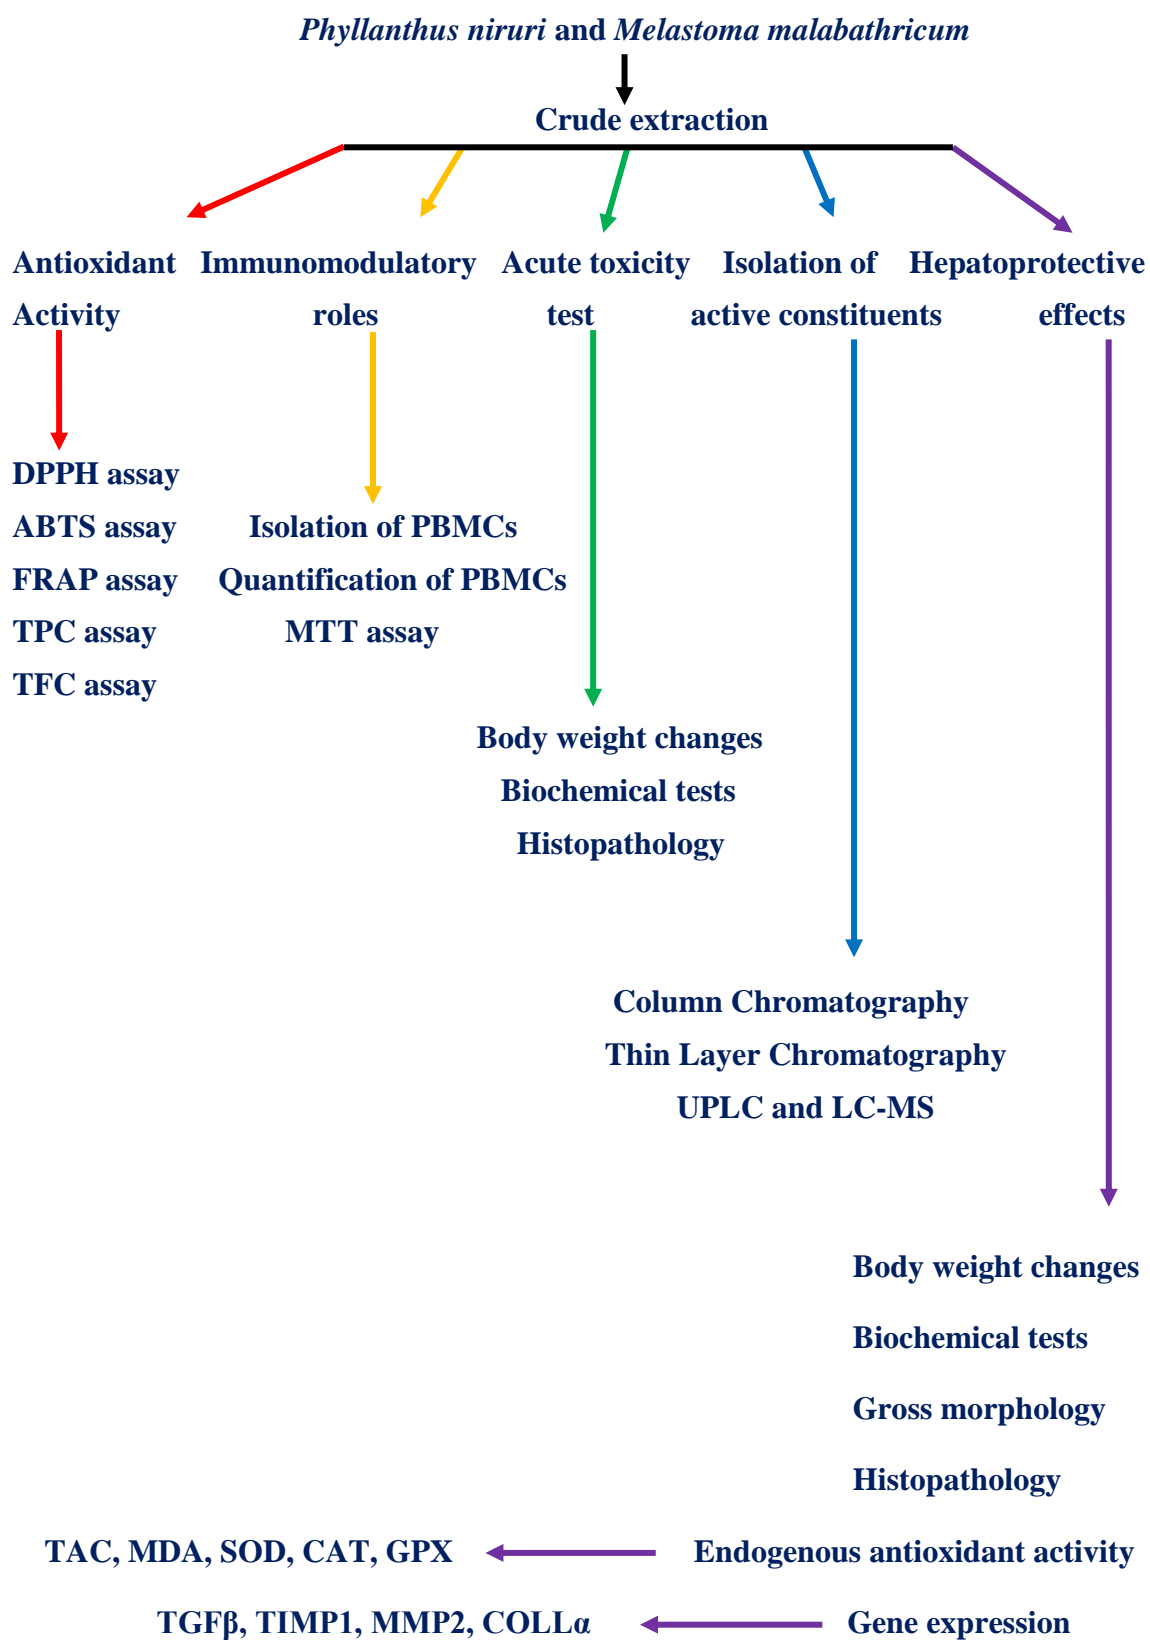 Phyllanthus niruri and Melastoma malabathricum
Crude extraction
Antioxidant
Activity
Immunomodulatory
roles
Acute toxicity
test
Isolation of
active constituents
Hepatoprotective
effects
DPPH assay
ABTS assay
FRAP assay
TPC assay
TFC assay
Isolation of PBMCs
Quantification of PBMCs
MTT assay
Body weight changes
Biochemical tests
Histopathology
Column Chromatography
Thin Layer Chromatography
UPLC and LC-MS
Body weight changes
Biochemical tests
Gross morphology
Histopathology
Endogenous antioxidant activity
TAC, MDA, SOD, CAT, GPX
Gene expression
TGFβ, TIMP1, MMP2, COLLα